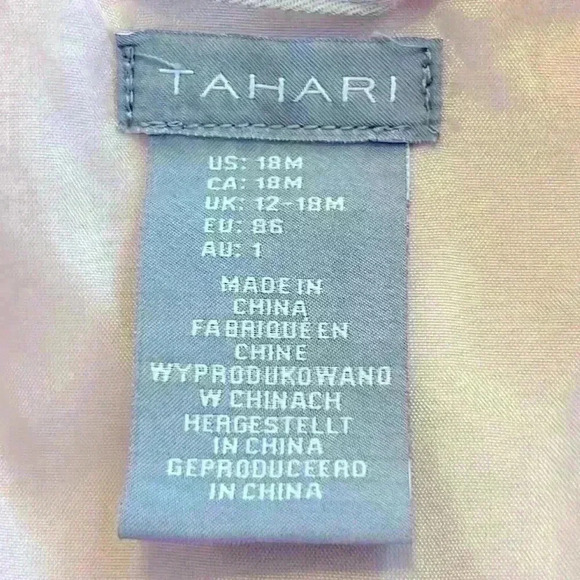 TAHARI
US: 18M
CA: 18M
UK: 12-18M
EU: 86
AU: 1
MADE IN
CHINA
FABRIQUÉ EN
CHINE
WYPRODUKOWANO
W CHINACH
HERGESTELLT
IN CHINA
GEPRODUCEERD
IN CHINA